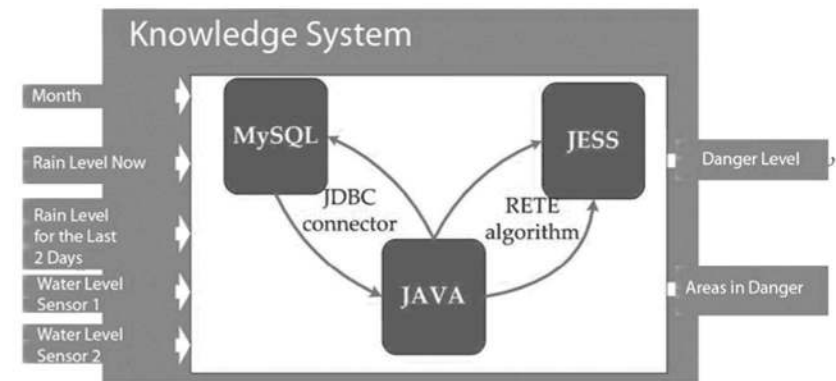 Knowledge System
Month
Rain Level Now
Rain Level
for the Last
2 Days
Water Level
Sensor 1
Water Level
Sensor 2
MySQL
JDBC
connector
JAVA
RETE
algorithm
JESS
Danger Level
Areas in Danger